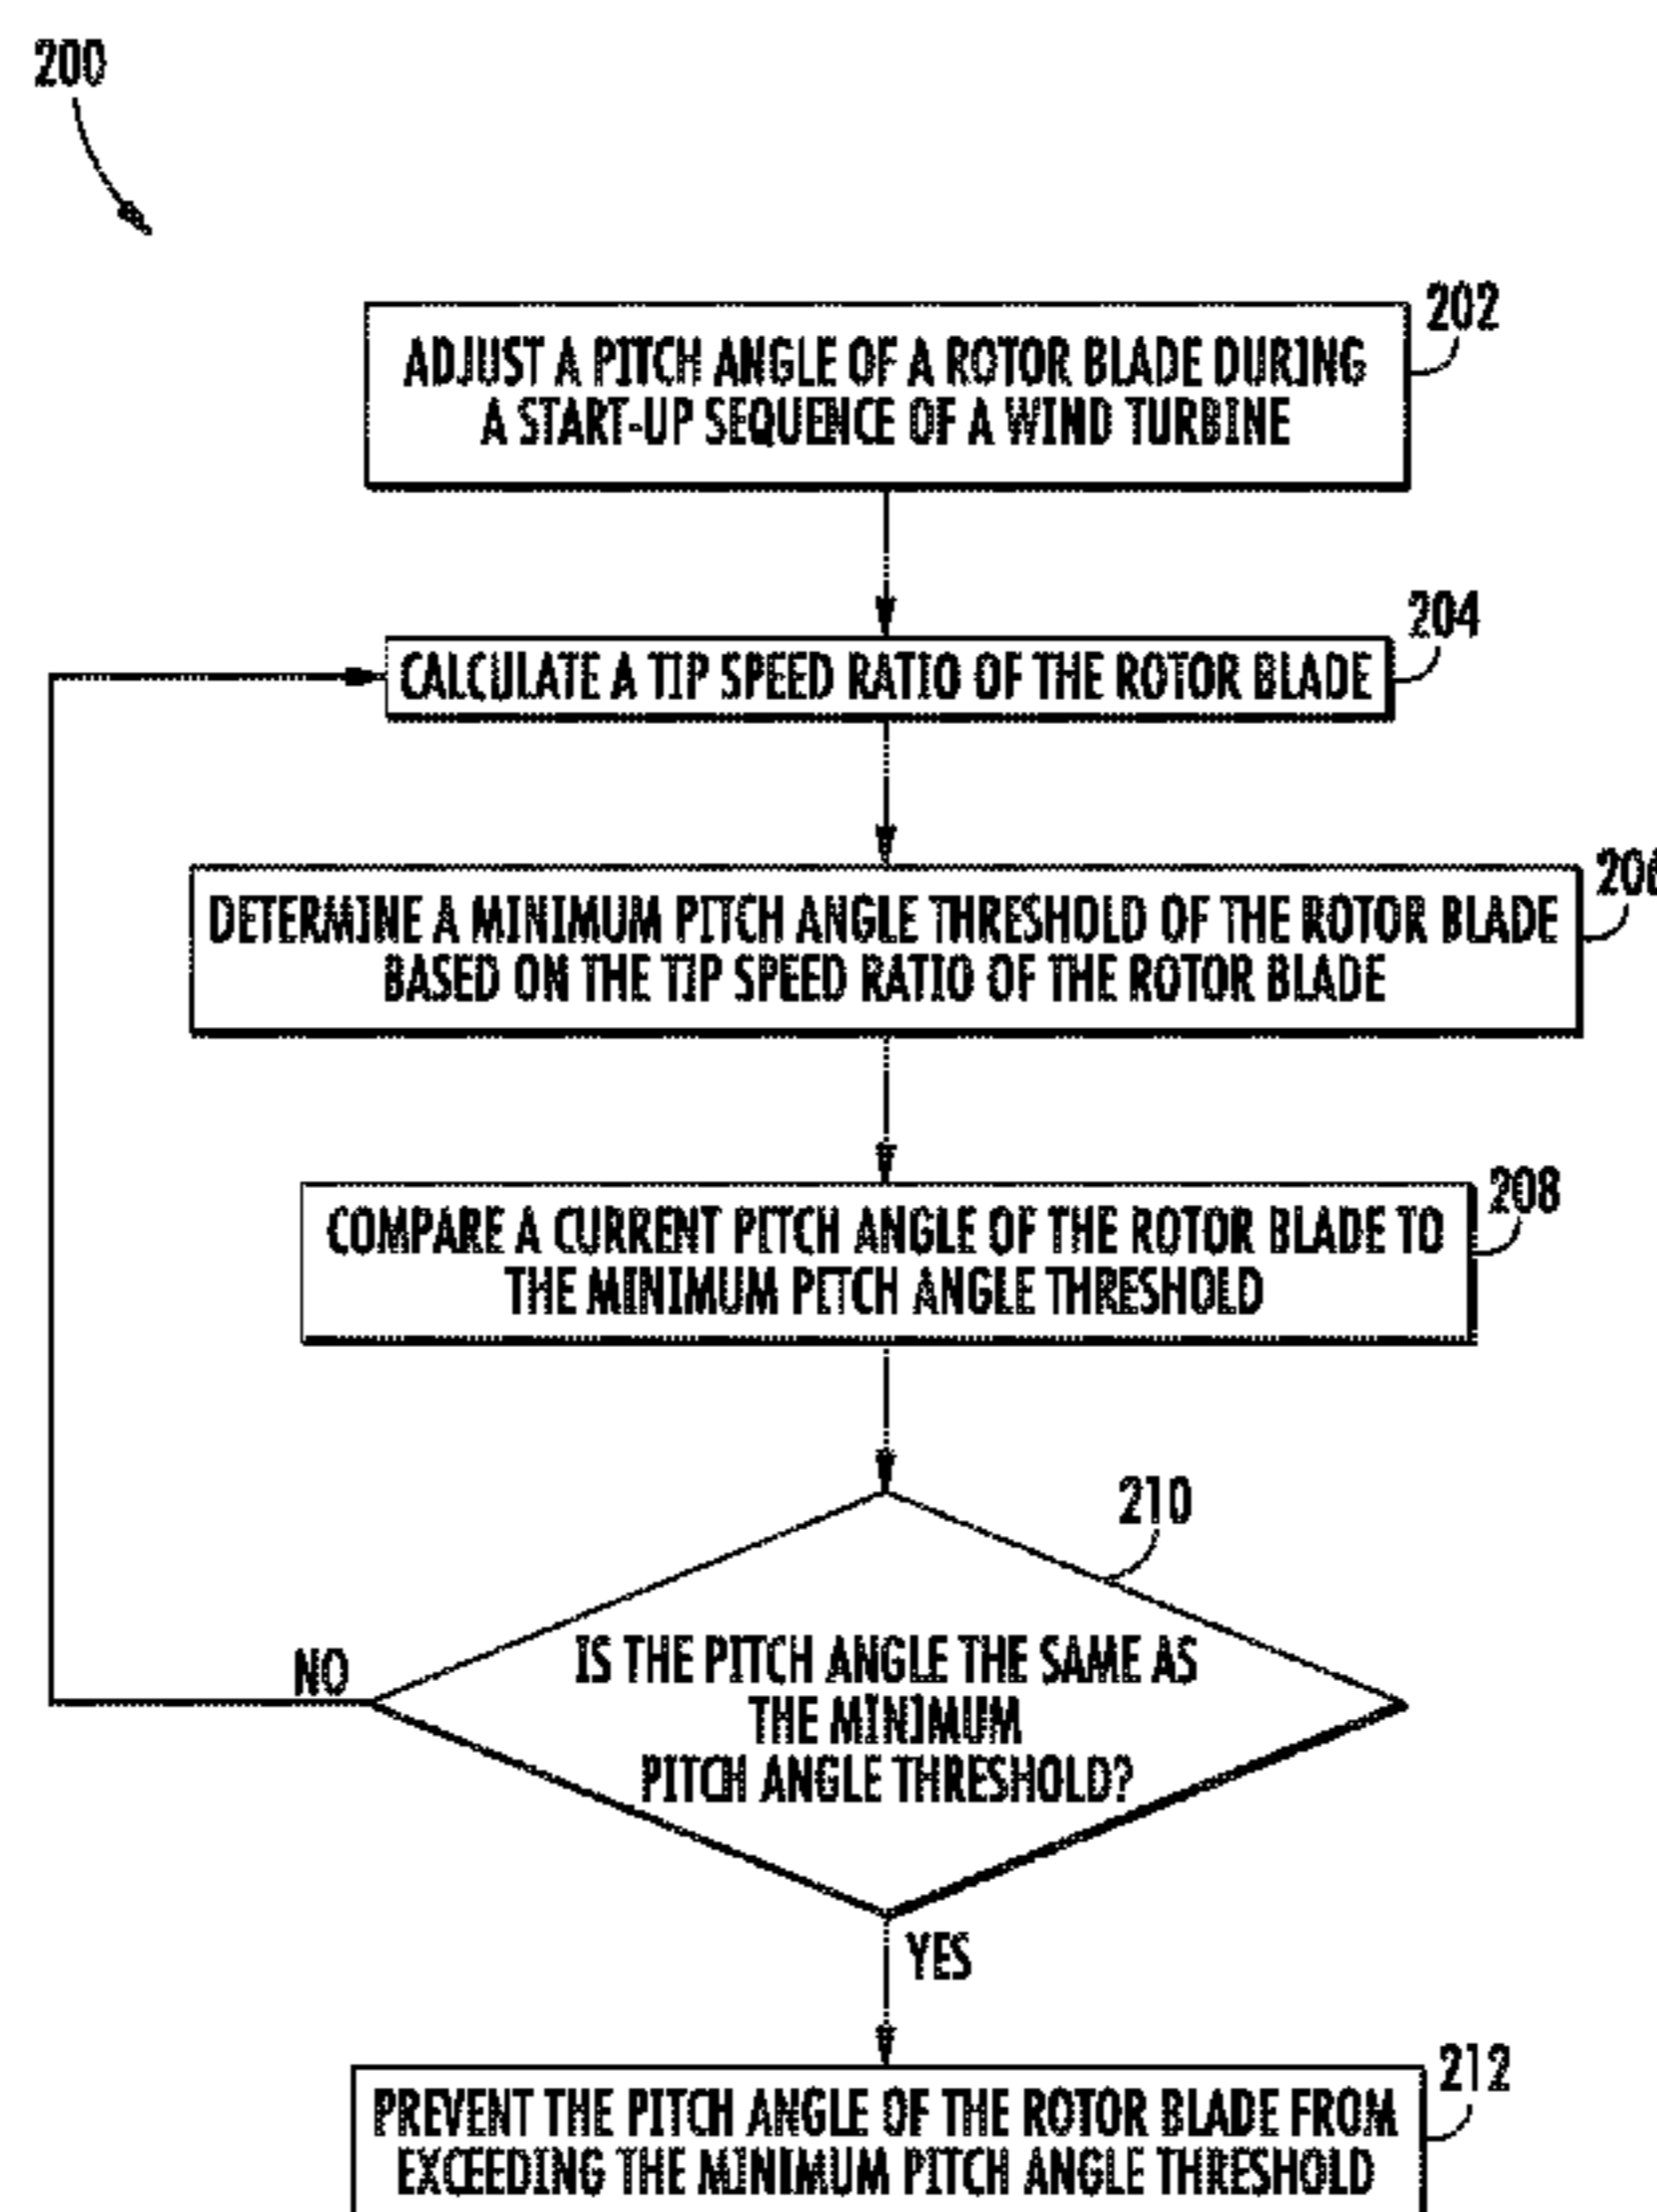 200
202
ADJUST A PITCH ANGLE OF A ROTOR BLADE DURING
A START-UP SEQUENCE OF A WIND TURBINE
204
CALCULATE A TIP SPEED RATIO OF THE ROTOR BLADE
206
DETERMINE A MINIMUM PITCH ANGLE THRESHOLD OF THE ROTOR BLADE
BASED ON THE TIP SPEED RATIO OF THE ROTOR BLADE
208
COMPARE A CURRENT PITCH ANGLE OF THE ROTOR BLADE TO
THE MINIMUM PITCH ANGLE THRESHOLD
210
NO
IS THE PITCH ANGLE THE SAME AS
THE MINIMUM
PITCH ANGLE THRESHOLD?
YES
212
PREVENT THE PITCH ANGLE OF THE ROTOR BLADE FROM
EXCEEDING THE MINIMUM PITCH ANGLE THRESHOLD